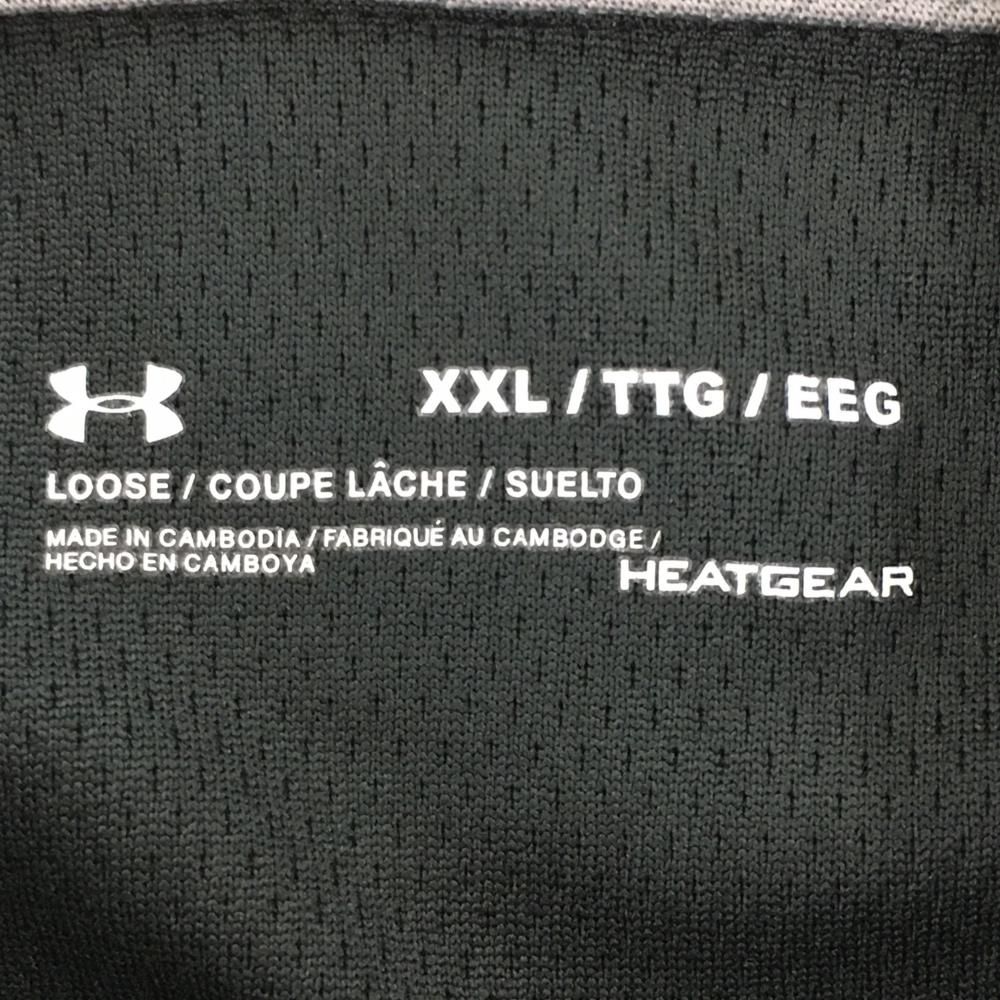 XXL / TTG / EEG
LOOSE / COUPE LÂCHE / SUELTO
MADE IN CAMBODIA / FABRIQUÉ AU CAMBODGE /
HECHO EN CAMBOYA
HEATGEAR